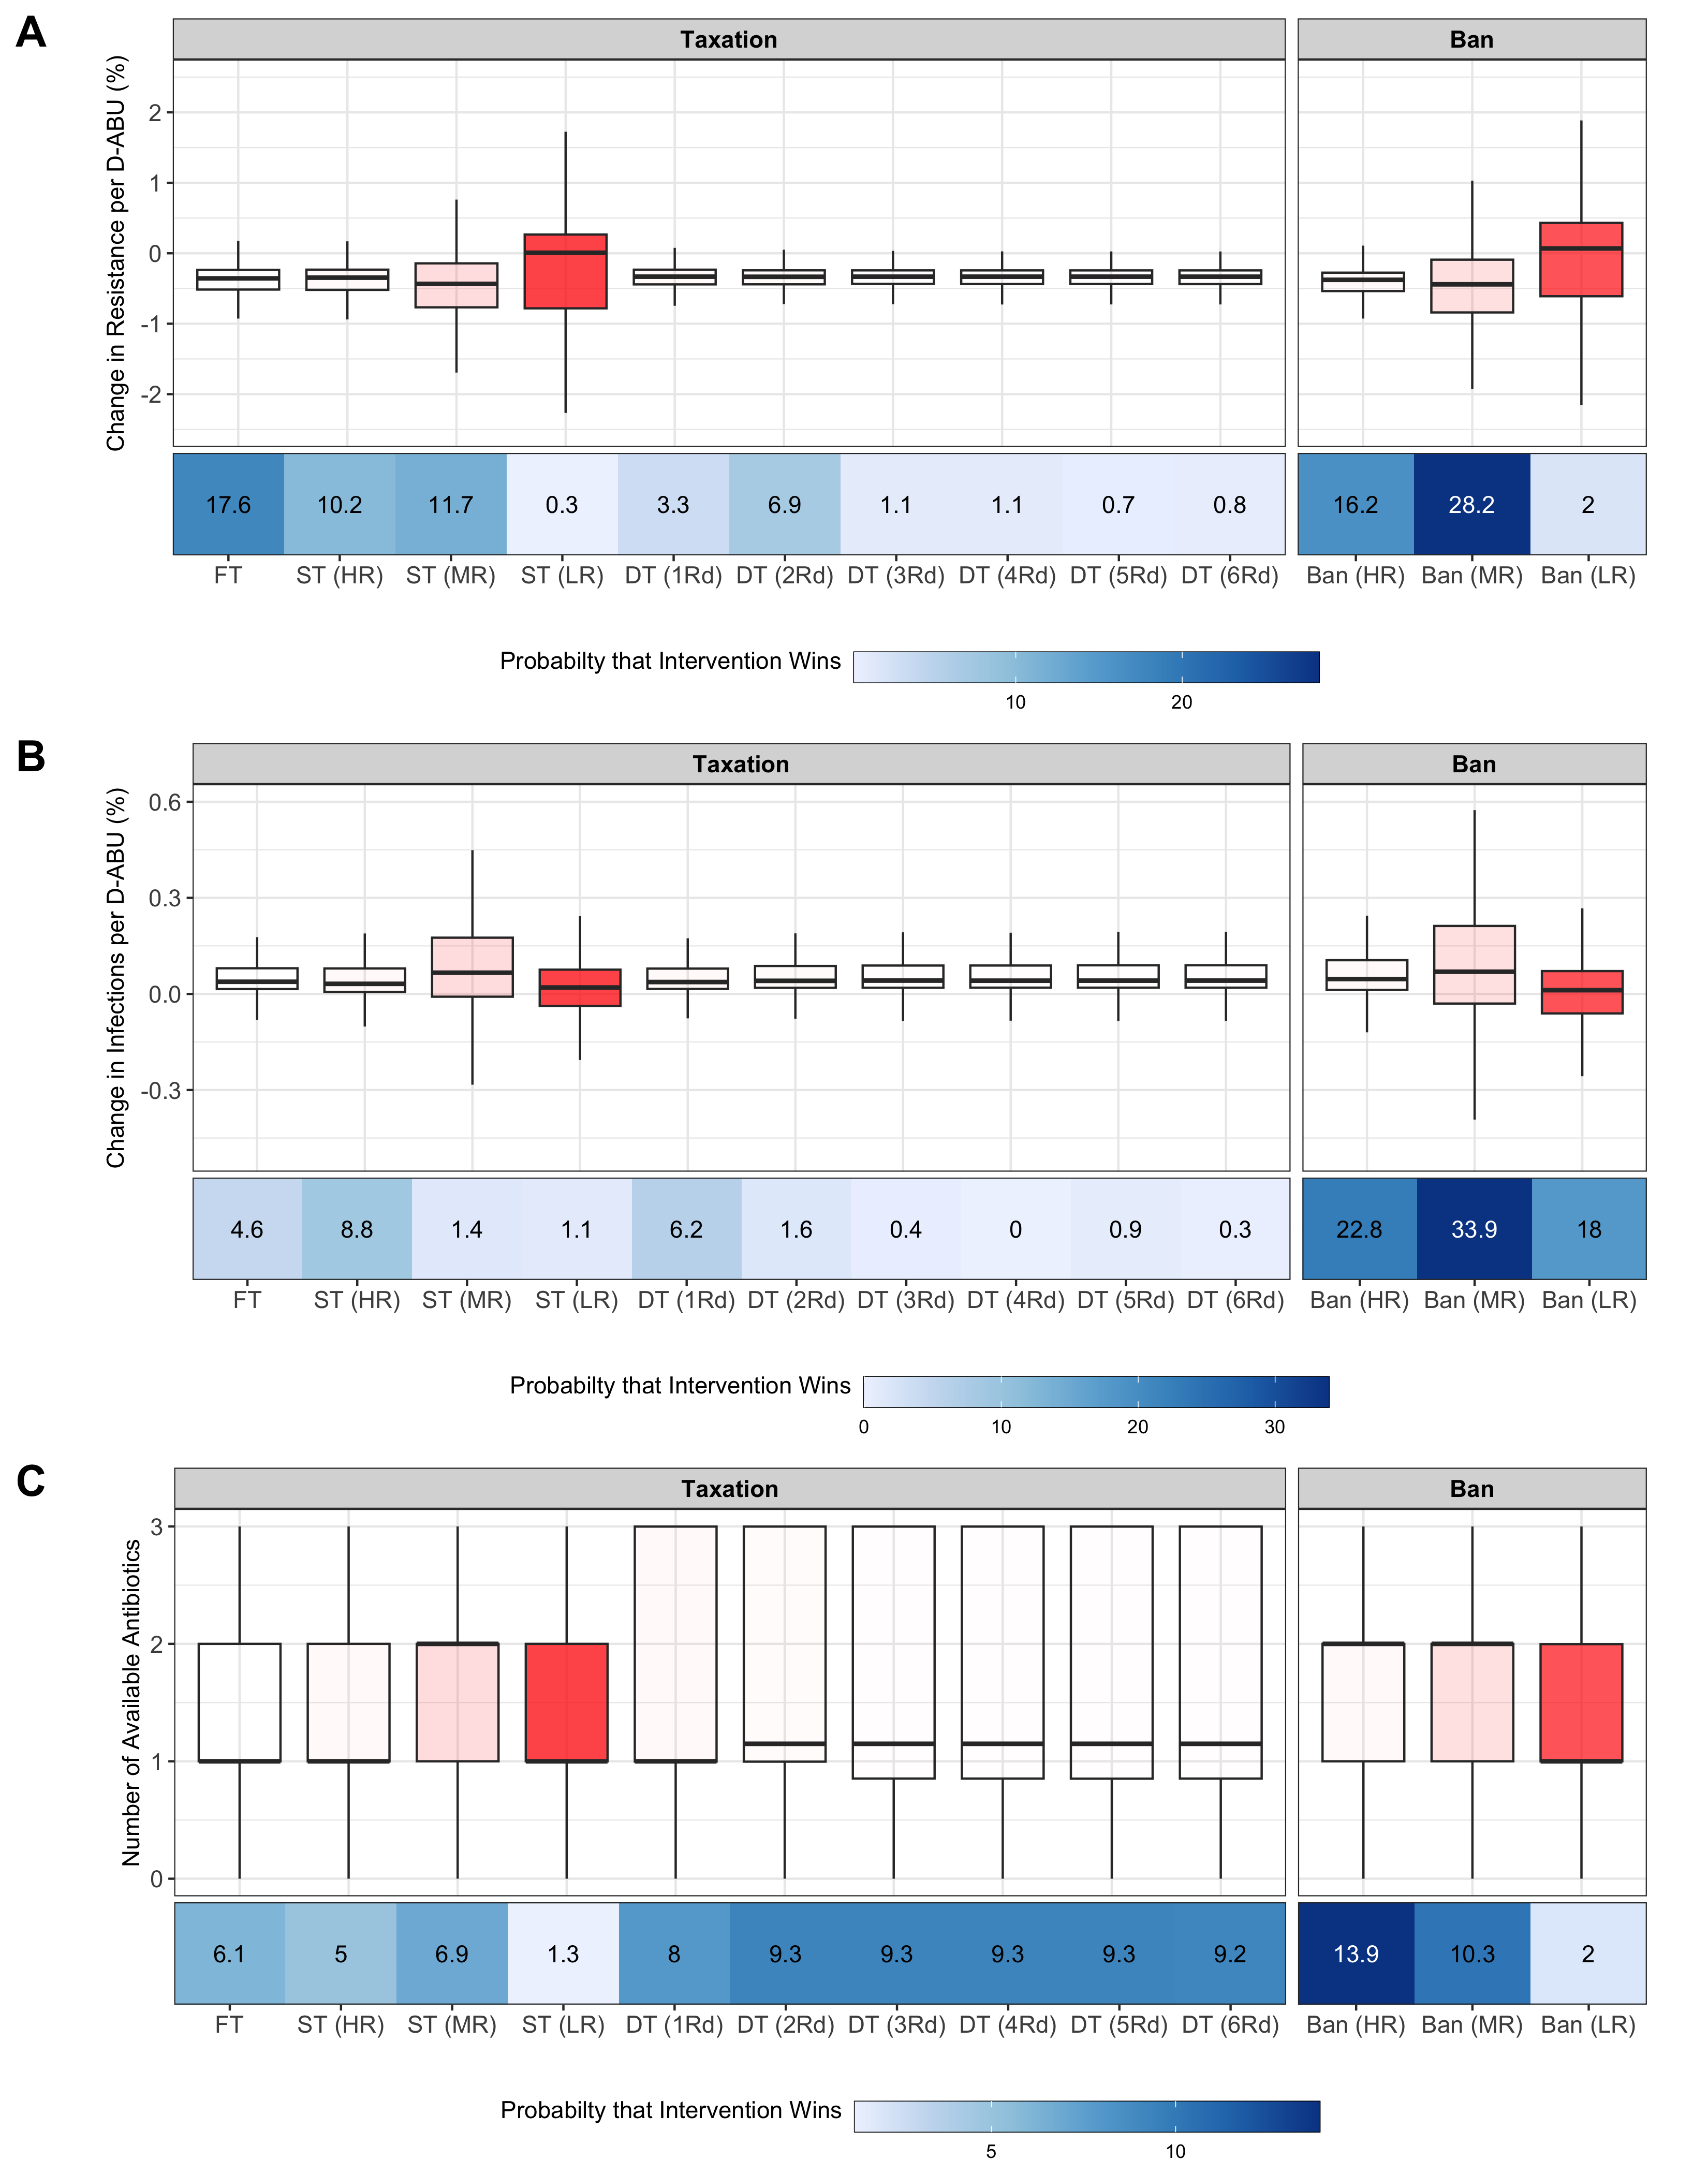 A
Taxation
Ban
Change in Resistance per D-ABU (%)
2
1
0
-1
-2
17.6 10.2 11.7 0.3 3.3 6.9 1.1 1.1 0.7 0.8 16.2 28.2 2
FT ST (HR) ST (MR) ST (LR) DT (1Rd) DT (2Rd) DT (3Rd) DT (4Rd) DT (5Rd) DT (6Rd) Ban (HR) Ban (MR) Ban (LR)
Probabilty that Intervention Wins
10 20
B
Taxation
Ban
Change in Infections per D-ABU (%)
0.6
0.3
0.0
-0.3
4.6 8.8 1.4 1.1 6.2 1.6 0.4 0 0.9 0.3 22.8 33.9 18
FT ST (HR) ST (MR) ST (LR) DT (1Rd) DT (2Rd) DT (3Rd) DT (4Rd) DT (5Rd) DT (6Rd) Ban (HR) Ban (MR) Ban (LR)
Probabilty that Intervention Wins
0 10 20 30
C
Taxation
Ban
Number of Available Antibiotics
3
2
1
0
6.1 5 6.9 1.3 8 9.3 9.3 9.3 9.3 9.2 13.9 10.3 2
FT ST (HR) ST (MR) ST (LR) DT (1Rd) DT (2Rd) DT (3Rd) DT (4Rd) DT (5Rd) DT (6Rd) Ban (HR) Ban (MR) Ban (LR)
Probabilty that Intervention Wins
5 10